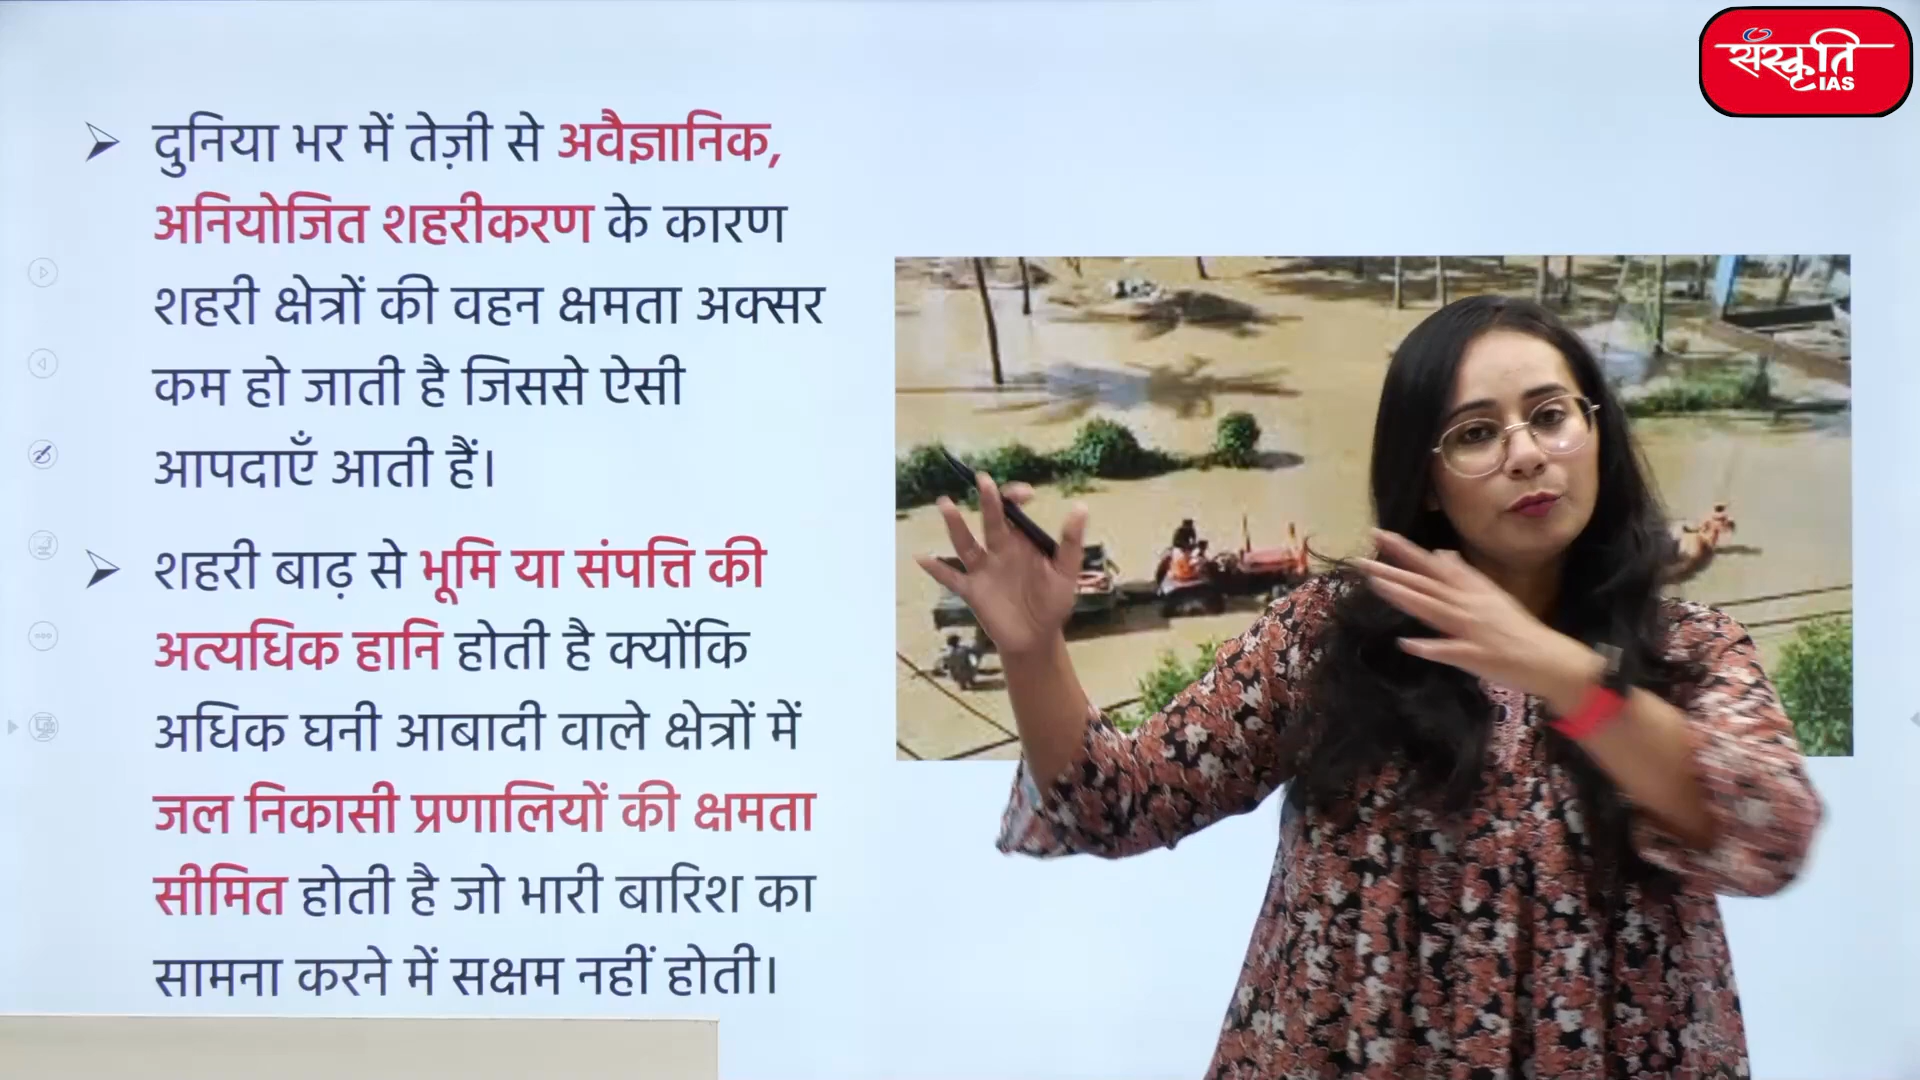 संस्कृति
IAS
दुनिया भर में तेज़ी से अवैज्ञानिक,
अनियोजित शहरीकरण के कारण
शहरी क्षेत्रों की वहन क्षमता अक्सर
कम हो जाती है जिससे ऐसी
आपदाएँ आती हैं।
शहरी बाढ़ से भूमि या संपत्ति की
अत्यधिक हानि होती है क्योंकि
अधिक घनी आबादी वाले क्षेत्रों में
जल निकासी प्रणालियों की क्षमता
सीमित होती है जो भारी बारिश का
सामना करने में सक्षम नहीं होती।